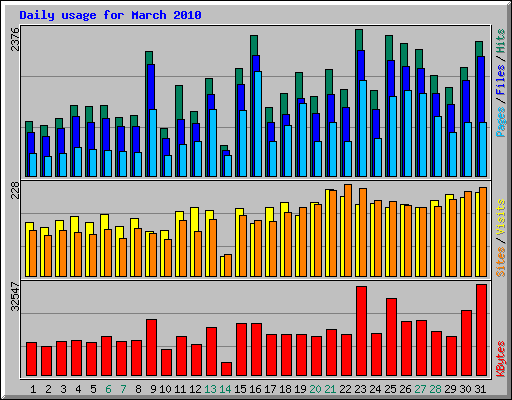 Daily usage for March 2010
2376
Pages / Files / Hits
228
Sites / Visits
32547
KBytes
1 2 3 4 5 6 7 8 9 10 11 12 13 14 15 16 17 18 19 20 21 22 23 24 25 26 27 28 29 30 31